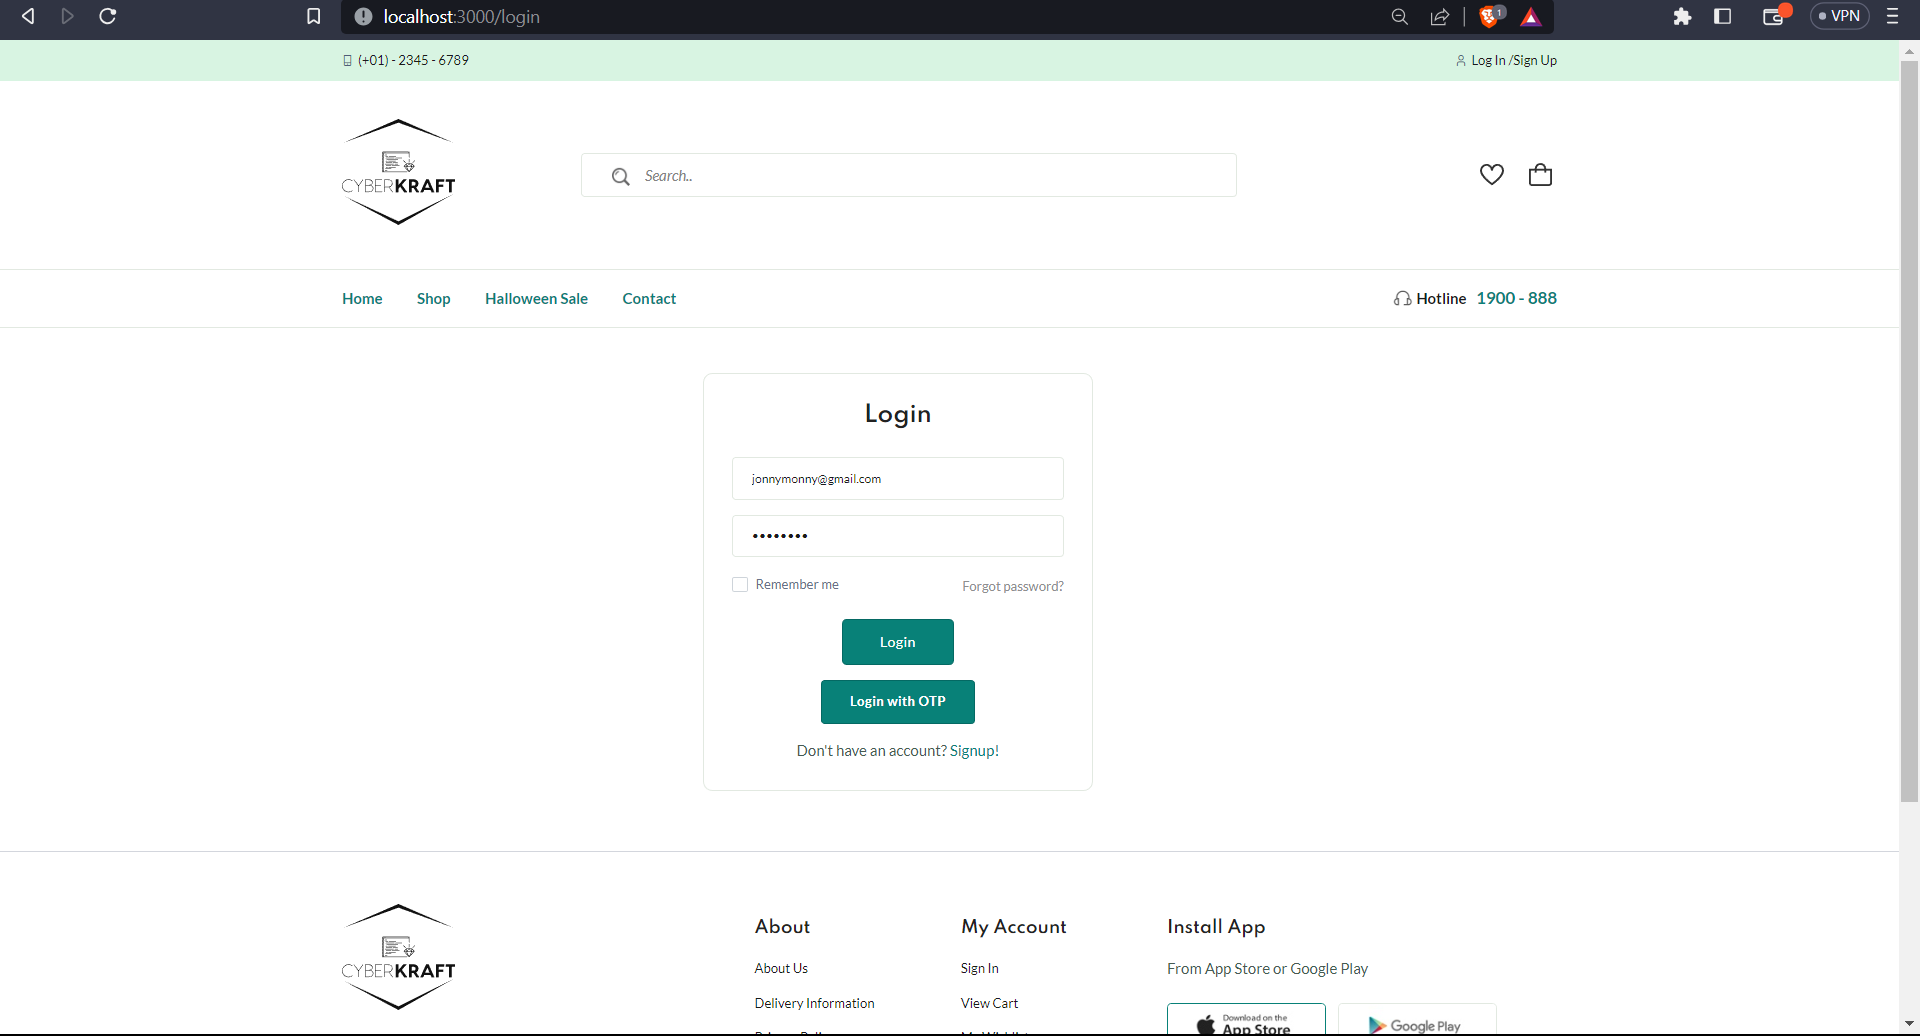 localhost:3000/login
1
VPN
(+01) - 2345 - 6789
Log In /Sign Up
CYBERKRAFT
Search..
Home
Shop
Halloween Sale
Contact
Hotline 1900 - 888
Login
jonnymonny@gmail.com
••••••••
Remember me
Forgot password?
Login
Login with OTP
Don't have an account? Signup!
CYBERKRAFT
About
About Us
Delivery Information
My Account
Sign In
View Cart
Install App
From App Store or Google Play
Download on the
App Store
Google Play